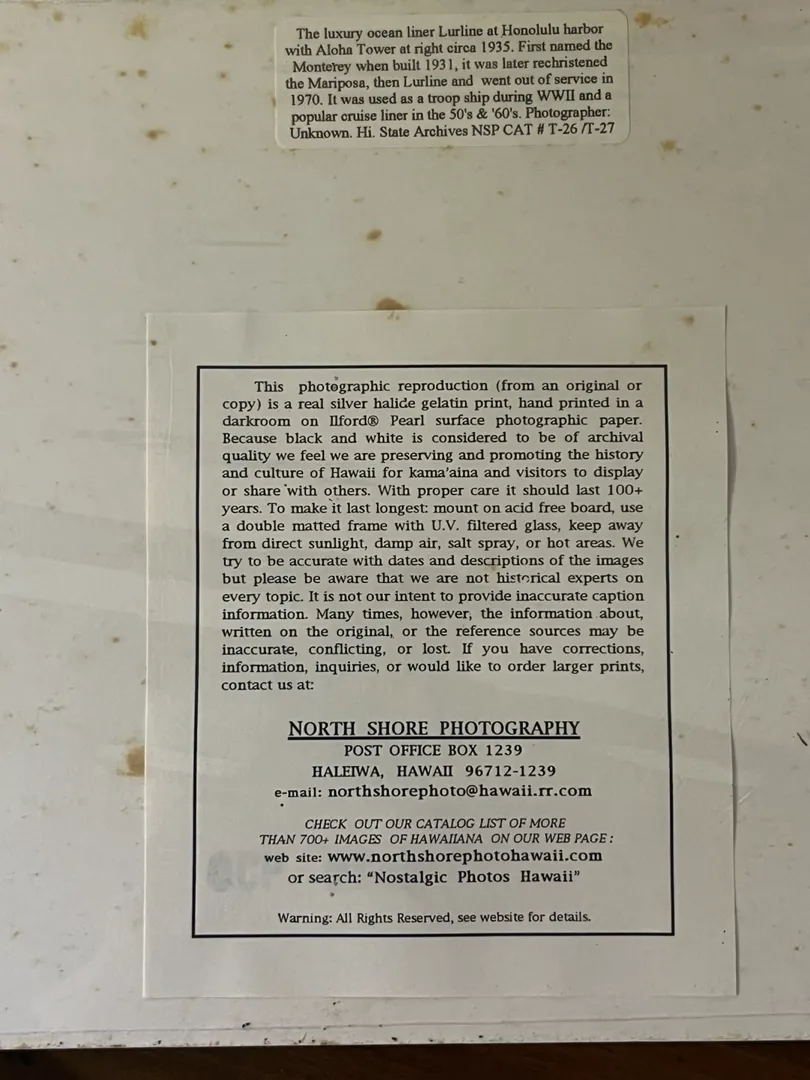 The luxury ocean liner Lurline at Honolulu harbor
with Aloha Tower at right circa 1935. First named the
Monterey when built 1931, it was later rechristened
the Mariposa, then Lurline and went out of service in
1970. It was used as a troop ship during WWII and a
popular cruise liner in the 50's & '60's. Photographer:
Unknown. Hi. State Archives NSP CAT # T-26 /T-27
This photographic reproduction (from an original or
copy) is a real silver halide gelatin print, hand printed in a
darkroom on Ilford® Pearl surface photographic paper.
Because black and white is considered to be of archival
quality we feel we are preserving and promoting the history
and culture of Hawaii for kama'aina and visitors to display
or share with others. With proper care it should last 100+
years. To make it last longest: mount on acid free board, use
a double matted frame with U.V. filtered glass, keep away
from direct sunlight, damp air, salt spray, or hot areas. We
try to be accurate with dates and descriptions of the images
but please be aware that we are not historical experts on
every topic. It is not our intent to provide inaccurate caption
information. Many times, however, the information about,
written on the original, or the reference sources may be
inaccurate, conflicting, or lost. If you have corrections,
information, inquiries, or would like to order larger prints,
contact us at:
NORTH SHORE PHOTOGRAPHY
POST OFFICE BOX 1239
HALEIWA, HAWAII 96712-1239
e-mail: northshorephoto@hawaii.rr.com
CHECK OUT OUR CATALOG LIST OF MORE
THAN 700+ IMAGES OF HAWAIIANA ON OUR WEB PAGE :
web site: www.northshorephotohawaii.com
or search: "Nostalgic Photos Hawaii"
Warning: All Rights Reserved, see website for details.